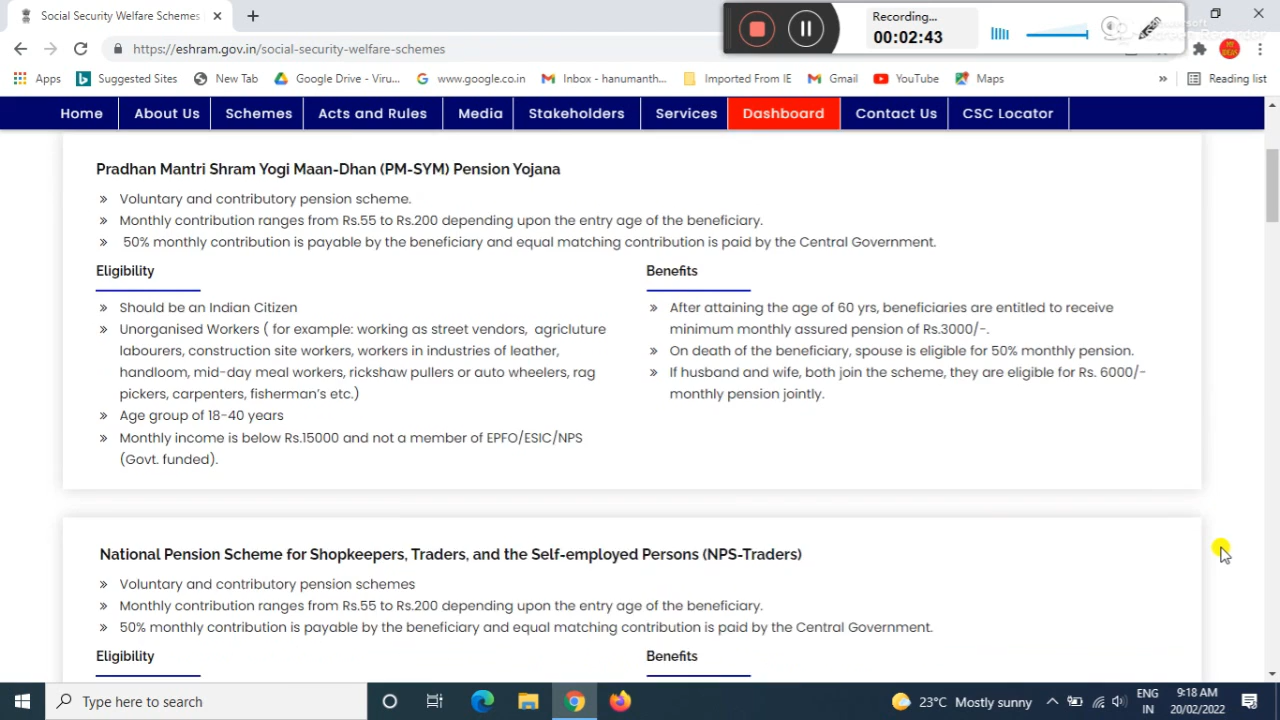 Social Security Welfare Schemes
Recording...
00:02:43
https://eshram.gov.in/social-security-welfare-schemes
Apps
Suggested Sites
New Tab
Google Drive - Viru...
www.google.co.in
Inbox - hanumanth...
Imported From IE
Gmail
YouTube
Maps
»
Reading list
Home
About Us
Schemes
Acts and Rules
Media
Stakeholders
Services
Dashboard
Contact Us
CSC Locator
Pradhan Mantri Shram Yogi Maan-Dhan (PM-SYM) Pension Yojana
» Voluntary and contributory pension scheme.
» Monthly contribution ranges from Rs.55 to Rs.200 depending upon the entry age of the beneficiary.
» 50% monthly contribution is payable by the beneficiary and equal matching contribution is paid by the Central Government.
Eligibility
» Should be an Indian Citizen
» Unorganised Workers ( for example: working as street vendors, agricluture
labourers, construction site workers, workers in industries of leather,
handloom, mid-day meal workers, rickshaw pullers or auto wheelers, rag
pickers, carpenters, fisherman's etc.)
» Age group of 18-40 years
» Monthly income is below Rs.15000 and not a member of EPFO/ESIC/NPS
(Govt. funded).
Benefits
» After attaining the age of 60 yrs, beneficiaries are entitled to receive
minimum monthly assured pension of Rs.3000/-.
» On death of the beneficiary, spouse is eligible for 50% monthly pension.
» If husband and wife, both join the scheme, they are eligible for Rs. 6000/-
monthly pension jointly.
National Pension Scheme for Shopkeepers, Traders, and the Self-employed Persons (NPS-Traders)
» Voluntary and contributory pension schemes
» Monthly contribution ranges from Rs.55 to Rs.200 depending upon the entry age of the beneficiary.
» 50% monthly contribution is payable by the beneficiary and equal matching contribution is paid by the Central Government.
Eligibility
Benefits
Type here to search
23°C Mostly sunny
ENG
IN
9:18 AM
20/02/2022